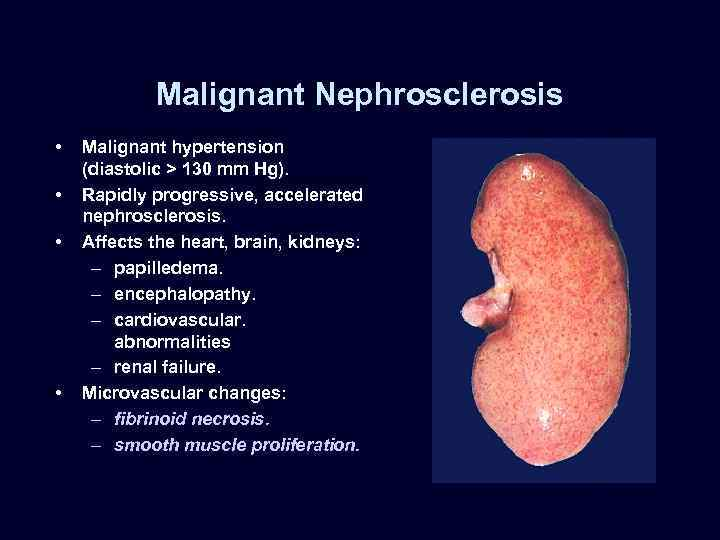 Malignant Nephrosclerosis
• Malignant hypertension
(diastolic > 130 mm Hg).
• Rapidly progressive, accelerated
nephrosclerosis.
• Affects the heart, brain, kidneys:
– papilledema.
– encephalopathy.
– cardiovascular.
abnormalities
– renal failure.
• Microvascular changes:
– fibrinoid necrosis.
– smooth muscle proliferation.